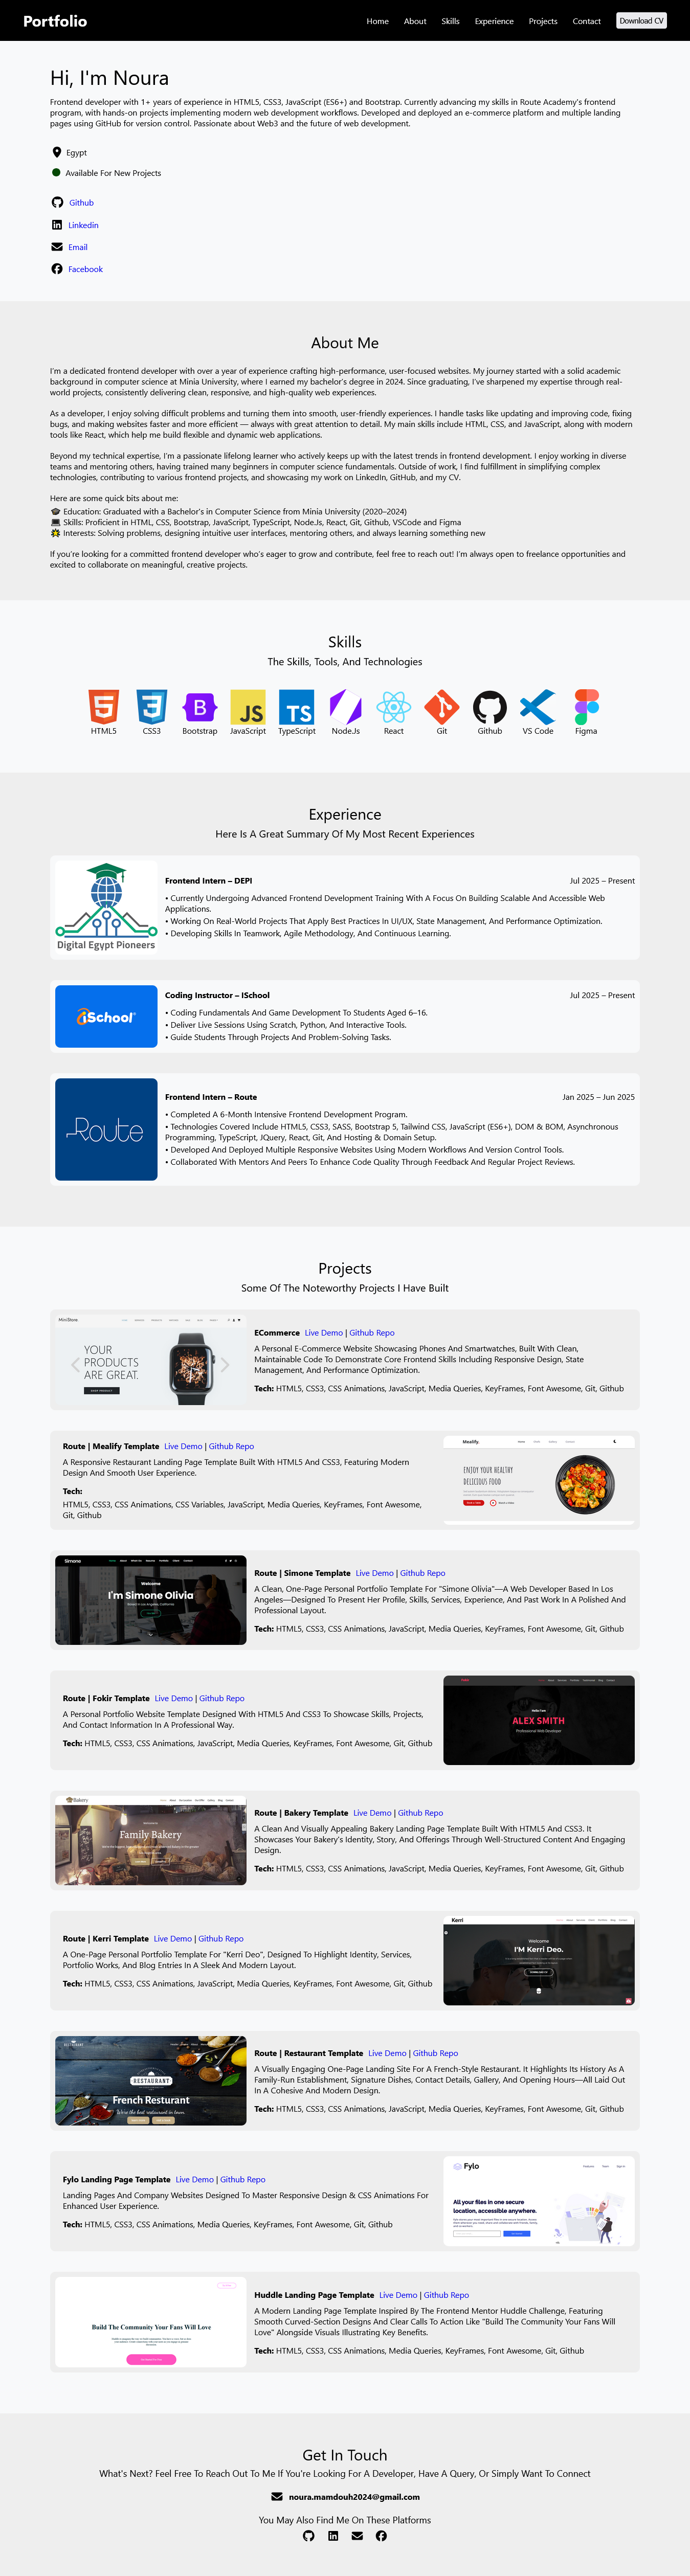 Portfolio
Home About Skills Experience Projects Contact Download CV
Hi, I'm Noura
Frontend developer with 1+ years of experience in HTML5, CSS3, JavaScript (ES6+) and Bootstrap. Currently advancing my skills in Route Academy's frontend
program, with hands-on projects implementing modern web development workflows. Developed and deployed an e-commerce platform and multiple landing
pages using GitHub for version control. Passionate about Web3 and the future of web development.
Egypt
Available For New Projects
Github
Linkedin
Email
Facebook
About Me
I'm a dedicated frontend developer with over a year of experience crafting high-performance, user-focused websites. My journey started with a solid academic
background in computer science at Minia University, where I earned my bachelor's degree in 2024. Since graduating, I've sharpened my expertise through real-
world projects, consistently delivering clean, responsive, and high-quality web experiences.
As a developer, I enjoy solving difficult problems and turning them into smooth, user-friendly experiences. I handle tasks like updating and improving code, fixing
bugs, and making websites faster and more efficient — always with great attention to detail. My main skills include HTML, CSS, and JavaScript, along with modern
tools like React, which help me build flexible and dynamic web applications.
Beyond my technical expertise, I'm a passionate lifelong learner who actively keeps up with the latest trends in frontend development. I enjoy working in diverse
teams and mentoring others, having trained many beginners in computer science fundamentals. Outside of work, I find fulfillment in simplifying complex
technologies, contributing to various frontend projects, and showcasing my work on LinkedIn, GitHub, and my CV.
Here are some quick bits about me:
🎓 Education: Graduated with a Bachelor's in Computer Science from Minia University (2020–2024)
💻 Skills: Proficient in HTML, CSS, Bootstrap, JavaScript, TypeScript, Node.Js, React, Git, Github, VSCode and Figma
🌟 Interests: Solving problems, designing intuitive user interfaces, mentoring others, and always learning something new
If you're looking for a committed frontend developer who's eager to grow and contribute, feel free to reach out! I'm always open to freelance opportunities and
excited to collaborate on meaningful, creative projects.
Skills
The Skills, Tools, And Technologies
HTML5 CSS3 Bootstrap JavaScript TypeScript Node.Js React Git Github VS Code Figma
Experience
Here Is A Great Summary Of My Most Recent Experiences
Digital Egypt Pioneers
Frontend Intern – DEPI Jul 2025 – Present
• Currently Undergoing Advanced Frontend Development Training With A Focus On Building Scalable And Accessible Web
Applications.
• Working On Real-World Projects That Apply Best Practices In UI/UX, State Management, And Performance Optimization.
• Developing Skills In Teamwork, Agile Methodology, And Continuous Learning.
iSchool
Coding Instructor – ISchool Jul 2025 – Present
• Coding Fundamentals And Game Development To Students Aged 6–16.
• Deliver Live Sessions Using Scratch, Python, And Interactive Tools.
• Guide Students Through Projects And Problem-Solving Tasks.
Route
Frontend Intern – Route Jan 2025 – Jun 2025
• Completed A 6-Month Intensive Frontend Development Program.
• Technologies Covered Include HTML5, CSS3, SASS, Bootstrap 5, Tailwind CSS, JavaScript (ES6+), DOM & BOM, Asynchronous
Programming, TypeScript, JQuery, React, Git, And Hosting & Domain Setup.
• Developed And Deployed Multiple Responsive Websites Using Modern Workflows And Version Control Tools.
• Collaborated With Mentors And Peers To Enhance Code Quality Through Feedback And Regular Project Reviews.
Projects
Some Of The Noteworthy Projects I Have Built
MiniStore
YOUR
PRODUCTS
ARE GREAT.
SHOP PRODUCT
ECommerce Live Demo | Github Repo
A Personal E-Commerce Website Showcasing Phones And Smartwatches, Built With Clean,
Maintainable Code To Demonstrate Core Frontend Skills Including Responsive Design, State
Management, And Performance Optimization.
Tech: HTML5, CSS3, CSS Animations, JavaScript, Media Queries, KeyFrames, Font Awesome, Git, Github
Route | Mealify Template Live Demo | Github Repo
A Responsive Restaurant Landing Page Template Built With HTML5 And CSS3, Featuring Modern
Design And Smooth User Experience.
Tech:
HTML5, CSS3, CSS Animations, CSS Variables, JavaScript, Media Queries, KeyFrames, Font Awesome,
Git, Github
Mealify.
ENJOY YOUR HEALTHY
DELICIOUS FOOD
Simone
Welcome
I'm Simone Olivia
Route | Simone Template Live Demo | Github Repo
A Clean, One-Page Personal Portfolio Template For "Simone Olivia"—A Web Developer Based In Los
Angeles—Designed To Present Her Profile, Skills, Services, Experience, And Past Work In A Polished And
Professional Layout.
Tech: HTML5, CSS3, CSS Animations, JavaScript, Media Queries, KeyFrames, Font Awesome, Git, Github
Route | Fokir Template Live Demo | Github Repo
A Personal Portfolio Website Template Designed With HTML5 And CSS3 To Showcase Skills, Projects,
And Contact Information In A Professional Way.
Tech: HTML5, CSS3, CSS Animations, JavaScript, Media Queries, KeyFrames, Font Awesome, Git, Github
ALEX SMITH
Professional Web Developer
Bakery
Family Bakery
Route | Bakery Template Live Demo | Github Repo
A Clean And Visually Appealing Bakery Landing Page Template Built With HTML5 And CSS3. It
Showcases Your Bakery's Identity, Story, And Offerings Through Well-Structured Content And Engaging
Design.
Tech: HTML5, CSS3, CSS Animations, JavaScript, Media Queries, KeyFrames, Font Awesome, Git, Github
Route | Kerri Template Live Demo | Github Repo
A One-Page Personal Portfolio Template For "Kerri Deo", Designed To Highlight Identity, Services,
Portfolio Works, And Blog Entries In A Sleek And Modern Layout.
Tech: HTML5, CSS3, CSS Animations, JavaScript, Media Queries, KeyFrames, Font Awesome, Git, Github
Kerri
Welcome
I'M Kerri Deo.
RESTAURANT
French Resturant
We're the best restaurant in town.
Route | Restaurant Template Live Demo | Github Repo
A Visually Engaging One-Page Landing Site For A French-Style Restaurant. It Highlights Its History As A
Family-Run Establishment, Signature Dishes, Contact Details, Gallery, And Opening Hours—All Laid Out
In A Cohesive And Modern Design.
Tech: HTML5, CSS3, CSS Animations, JavaScript, Media Queries, KeyFrames, Font Awesome, Git, Github
Fylo Landing Page Template Live Demo | Github Repo
Landing Pages And Company Websites Designed To Master Responsive Design & CSS Animations For
Enhanced User Experience.
Tech: HTML5, CSS3, CSS Animations, Media Queries, KeyFrames, Font Awesome, Git, Github
Fylo
All your files in one secure
location, accessible anywhere.
Build The Community Your Fans Will Love
Huddle Landing Page Template Live Demo | Github Repo
A Modern Landing Page Template Inspired By The Frontend Mentor Huddle Challenge, Featuring
Smooth Curved-Section Designs And Clear Calls To Action Like "Build The Community Your Fans Will
Love" Alongside Visuals Illustrating Key Benefits.
Tech: HTML5, CSS3, CSS Animations, Media Queries, KeyFrames, Font Awesome, Git, Github
Get In Touch
What's Next? Feel Free To Reach Out To Me If You're Looking For A Developer, Have A Query, Or Simply Want To Connect
noura.mamdouh2024@gmail.com
You May Also Find Me On These Platforms